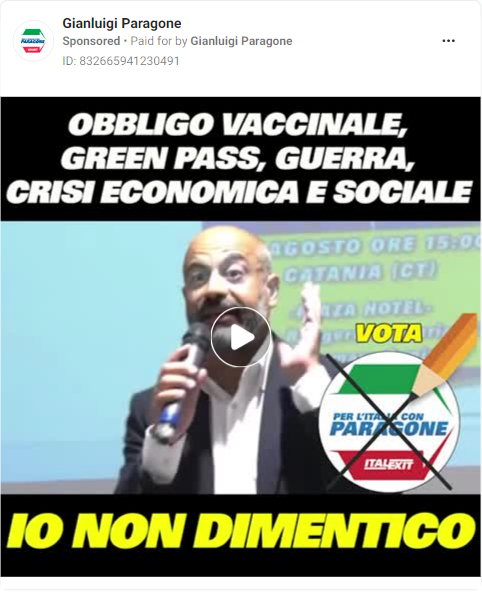 Gianluigi Paragone
Sponsored • Paid for by Gianluigi Paragone
ID: 832665941230491
OBBLIGO VACCINALE,
GREEN PASS, GUERRA,
CRISI ECONOMICA E SOCIALE
AGOSTO ORE 15:00
CATANIA (CT)
HOTEL
VOTA
PER L'ITALIA CON
PARAGONE
ITALEXIT
IO NON DIMENTICO